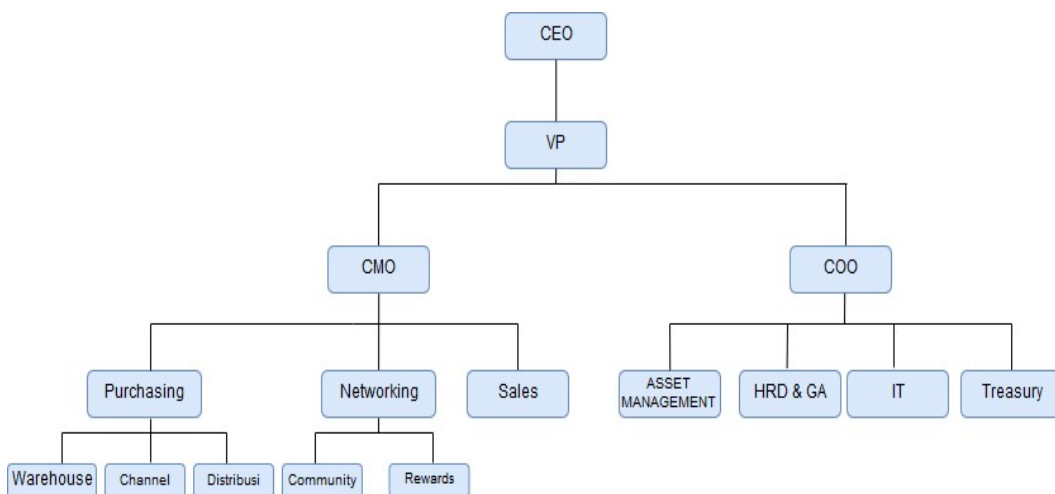 CEO
VP
CMO
COO
Purchasing
Networking
Sales
ASSET
MANAGEMENT
HRD & GA
IT
Treasury
Warehouse
Channel
Distribusi
Community
Rewards